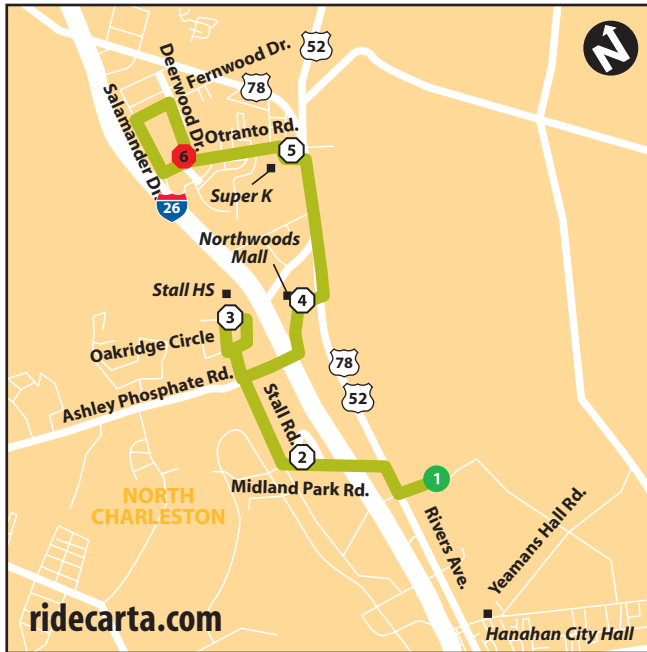 52
N
Fernwood Dr.
Deerwood Dr.
78
Salamander Dr.
Otranto Rd.
5
6
Super K
26
Northwoods
Mall
Stall HS
4
3
Oakridge Circle
78
Ashley Phosphate Rd.
52
Stall Rd.
2
1
Midland Park Rd.
NORTH
CHARLESTON
Rivers Ave.
Yeamans Hall Rd.
ridecarta.com
Hanahan City Hall